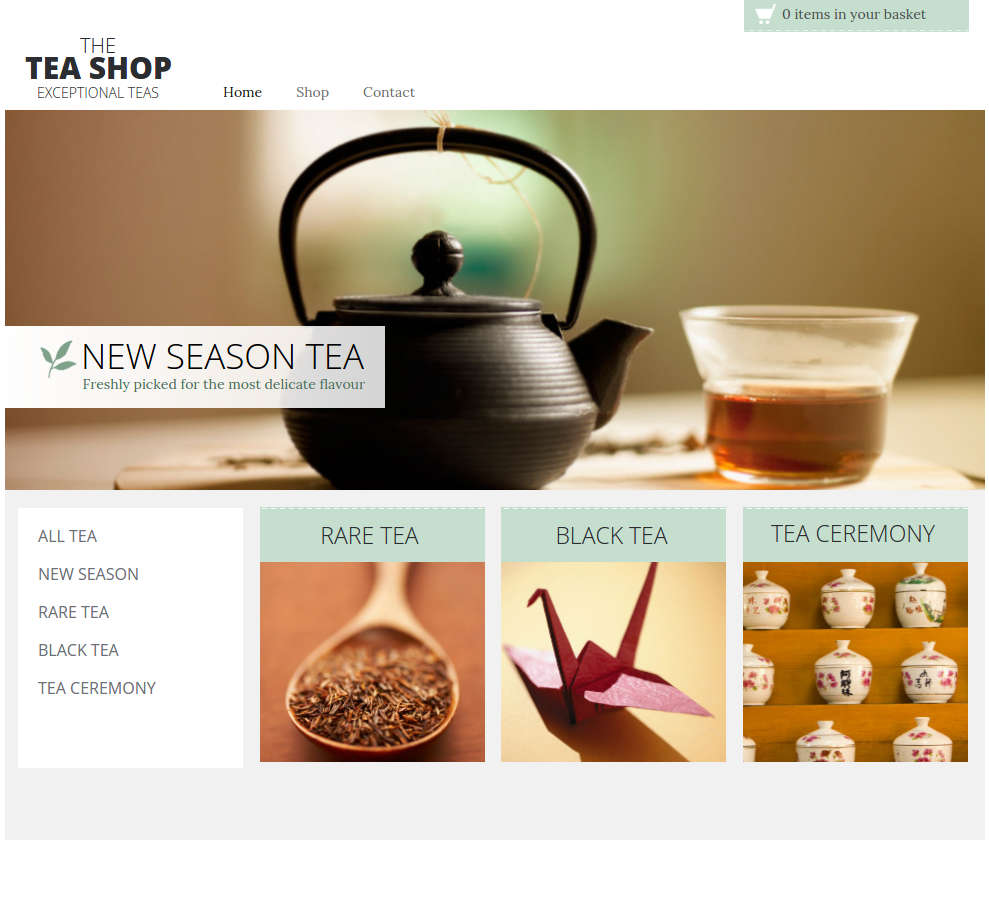 0 items in your basket
THE
TEA SHOP
EXCEPTIONAL TEAS
Home
Shop
Contact
NEW SEASON TEA
Freshly picked for the most delicate flavour
ALL TEA
NEW SEASON
RARE TEA
BLACK TEA
TEA CEREMONY
RARE TEA
BLACK TEA
TEA CEREMONY